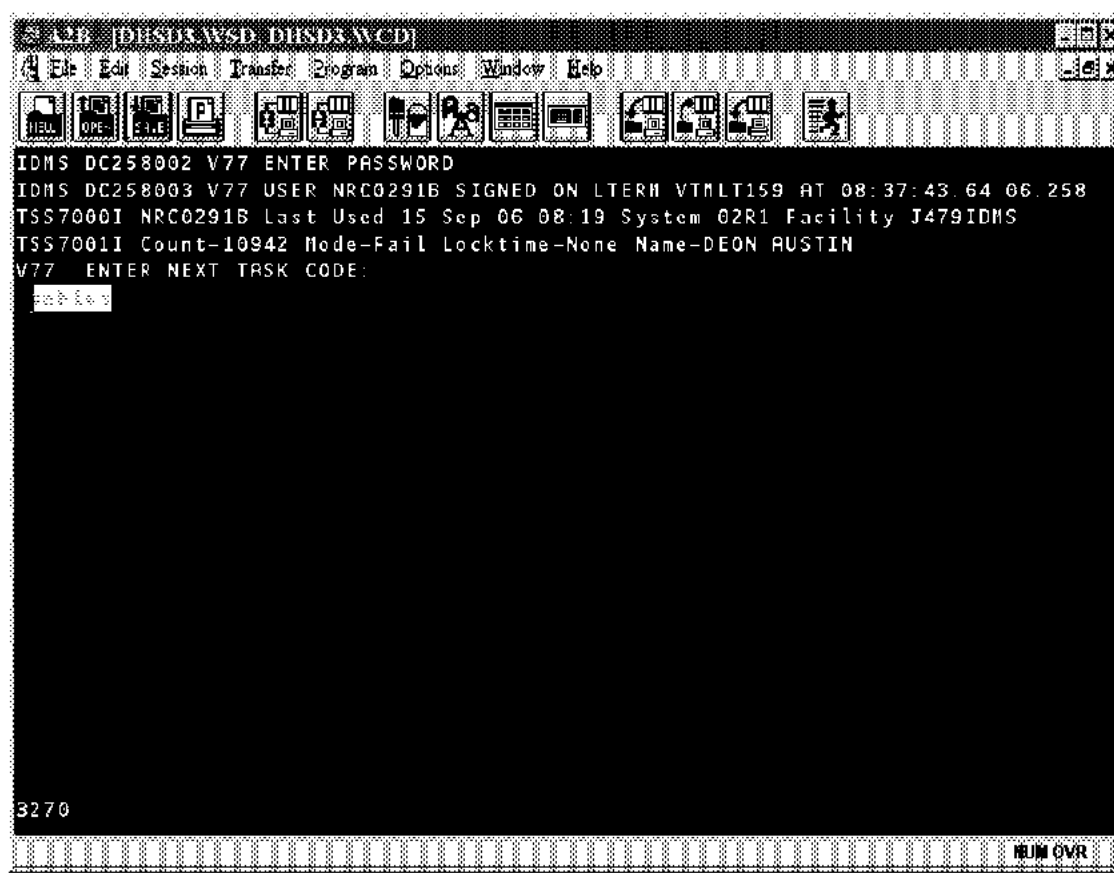 A2B - [DHSD3.WSD, DHSD3.WCD]
File Edit Session Transfer Program Options Window Help
IDMS DC258002 V77 ENTER PASSWORD
IDMS DC258003 V77 USER NRC0291B SIGNED ON LTERM VTMLT159 AT 08:37:43.64 06.258
TSS7000I NRC0291B Last Used 15 Sep 06 08:19 System 02R1 Facility J479IDMS
TSS7001I Count-10942 Mode-Fail Locktime-None Name-DEON AUSTIN
V77 ENTER NEXT TASK CODE:
3270
NUM OVR